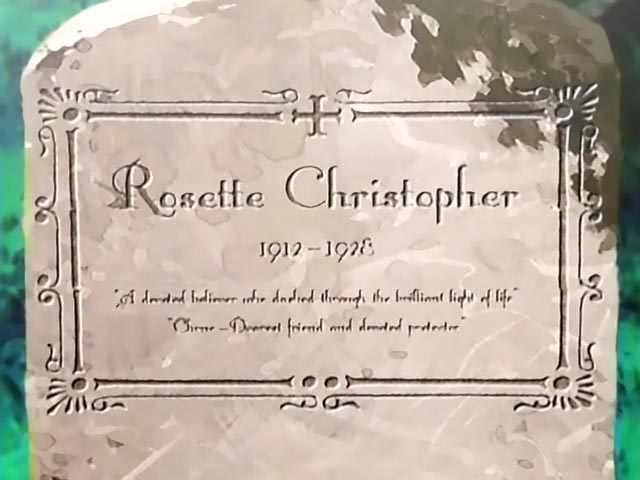 Rosette Christopher
1912-1928
"A devoted believer who dashed through the brilliant light of life"
"Chrno - Dearest friend and devoted protector"